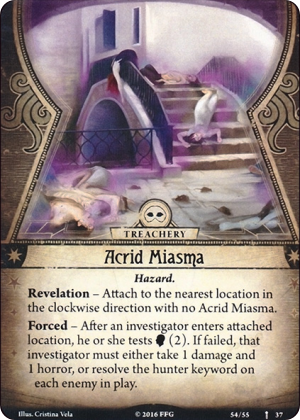 TREACHERY
Acrid Miasma
Hazard.
Revelation – Attach to the nearest location in
the clockwise direction with no Acrid Miasma.
Forced – After an investigator enters attached
location, he or she tests (2). If failed, that
investigator must either take 1 damage and
1 horror, or resolve the hunter keyword on
each enemy in play.
Illus. Cristina Vela
© 2016 FFG
54/55
37